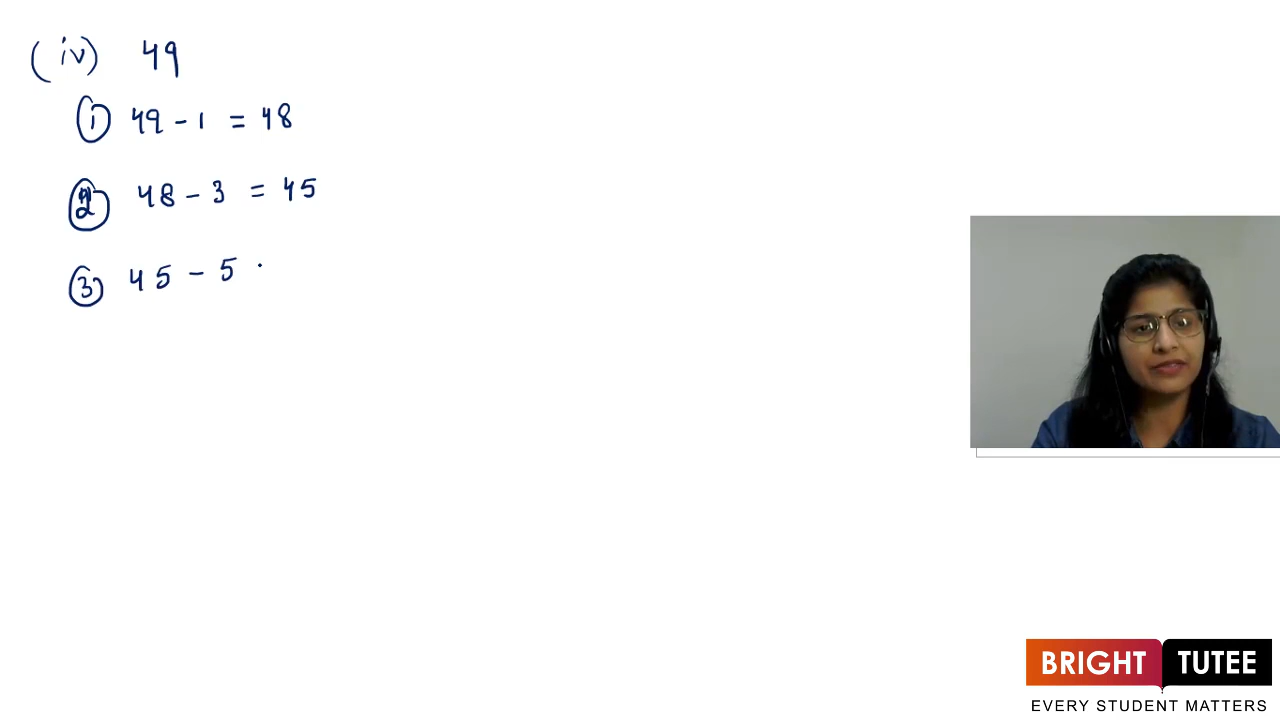 (iv) 49
① 49 - 1 = 48
② 48 - 3 = 45
③ 45 - 5
BRIGHT TUTEE
EVERY STUDENT MATTERS